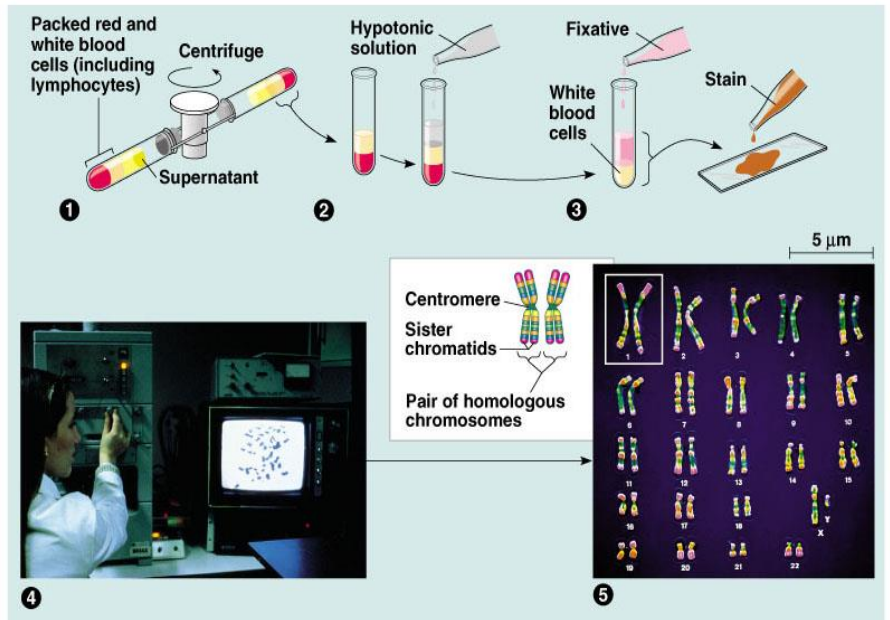 Packed red and
white blood
cells (including
lymphocytes)
Centrifuge
Supernatant
1
Hypotonic
solution
2
Fixative
White
blood
cells
Stain
3
5 µm
Centromere
Sister
chromatids
Pair of homologous
chromosomes
4
1 2 3 4 5
6 7 8 9 10
11 12 13 14 15
16 17 18 X Y
19 20 21 22
5